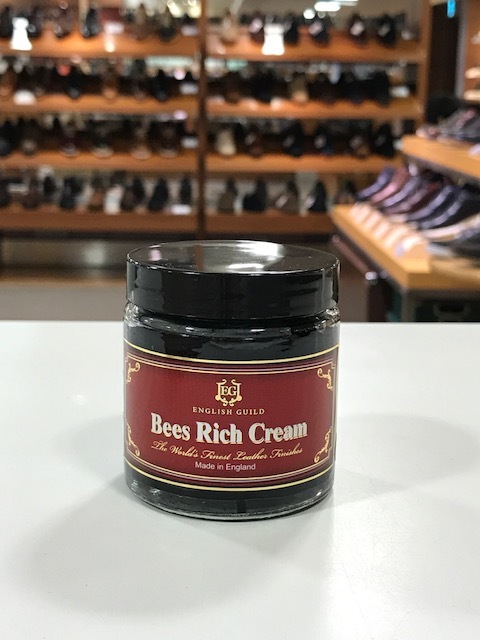 EG
ENGLISH GUILD
Bees Rich Cream
The World's Finest Leather Finishes
Made in England